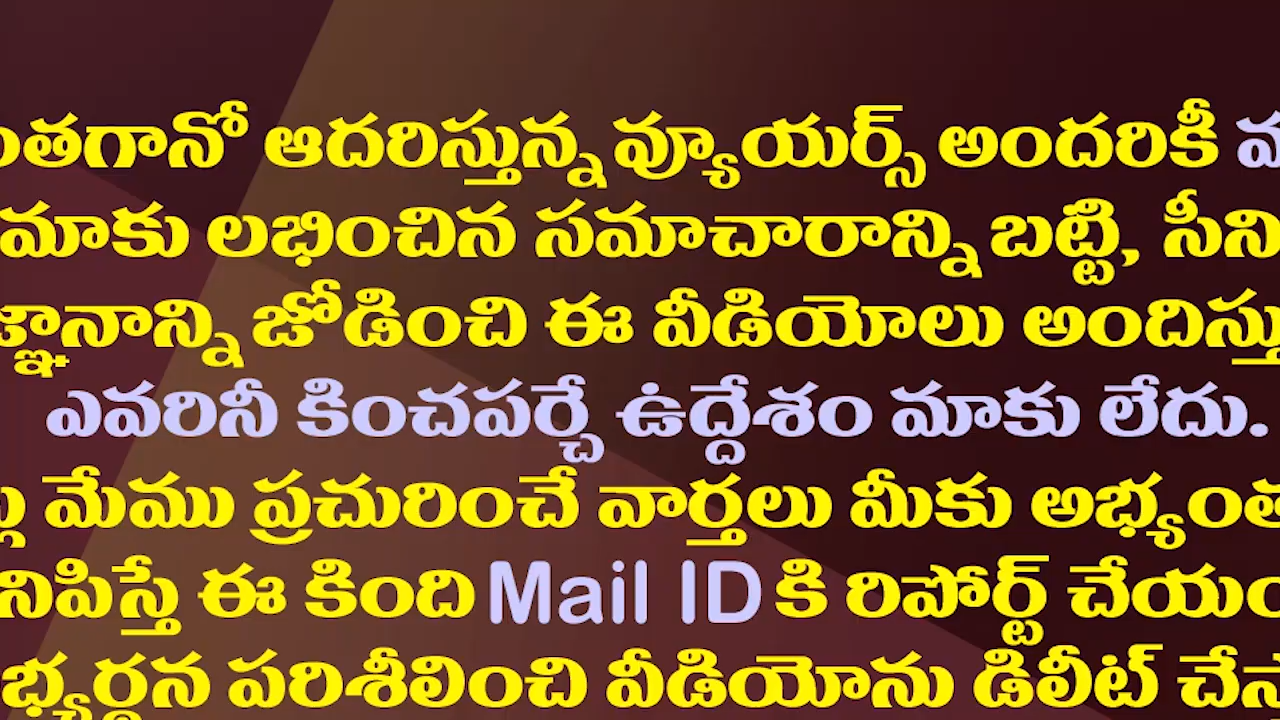 ఆదరిస్తున్న వ్యూయర్స్ అందరికీ
మాకు లభించిన సమాచారాన్ని బట్టి,
జోడించి ఈ వీడియోలు
ఎవరినీ కించపర్చే ఉద్దేశం మాకు లేదు.
మేము ప్రచురించే వార్తలు మీకు
ఈ కింది Mail ID కి రిపోర్ట్
పరిశీలించి వీడియోను డిలీట్